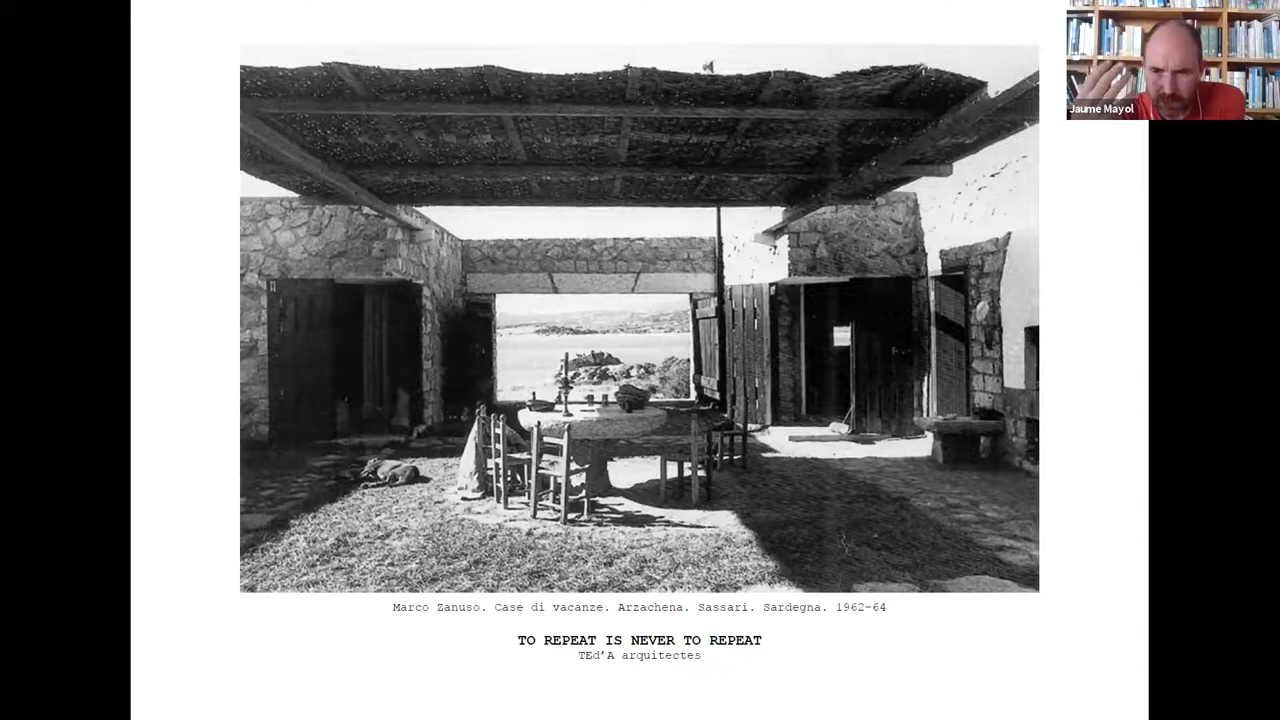 Jaume Mayol
Marco Zanuso. Case di vacanze. Arzachena. Sassari. Sardegna. 1962-64
TO REPEAT IS NEVER TO REPEAT
TEd'A arquitectes